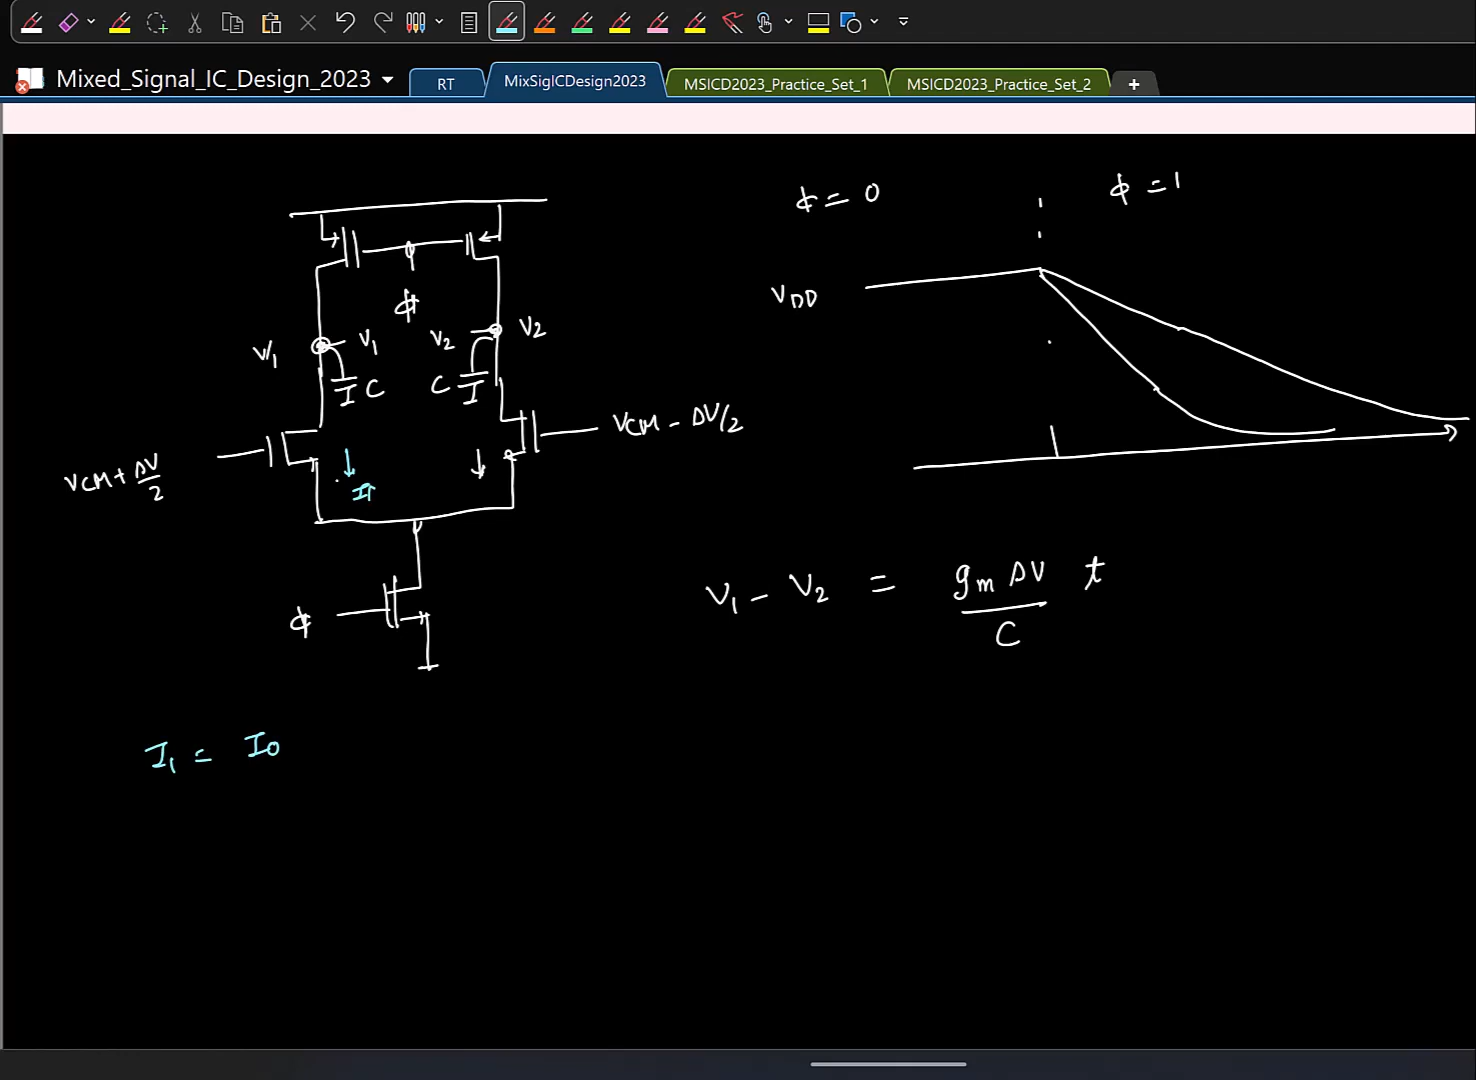 Mixed_Signal_IC_Design_2023
RT
MixSigICDesign2023
MSICD2023_Practice_Set_1
MSICD2023_Practice_Set_2
+
ϕ = 0
ϕ = 1
VDD
ϕ
V1
V1
V2
V2
C
C
VCM + ΔV/2
VCM - ΔV/2
I1
ϕ
V1 - V2 = gm ΔV / C t
I1 = I0